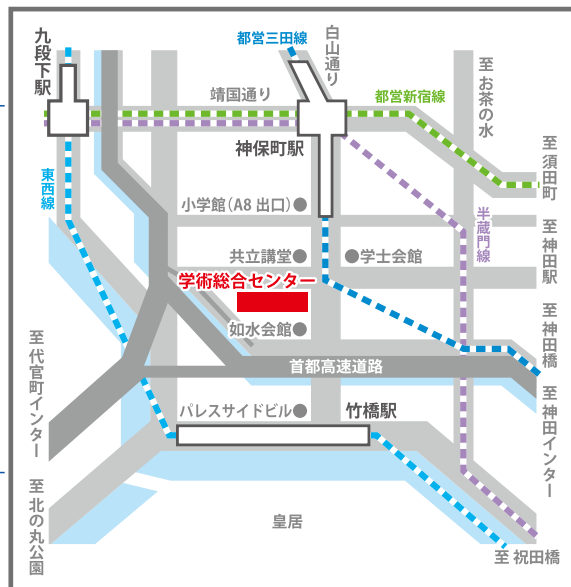 九段下駅
都営三田線
白山通り
至 お茶の水
靖国通り
都営新宿線
神保町駅
至 須田町
東西線
小学館(A8 出口)
半蔵門線
至 神田駅
共立講堂
学士会館
学術総合センター
至 神田橋
如水会館
至 代官町インター
首都高速道路
至 神田インター
パレスサイドビル
竹橋駅
至 北の丸公園
皇居
至 祝田橋